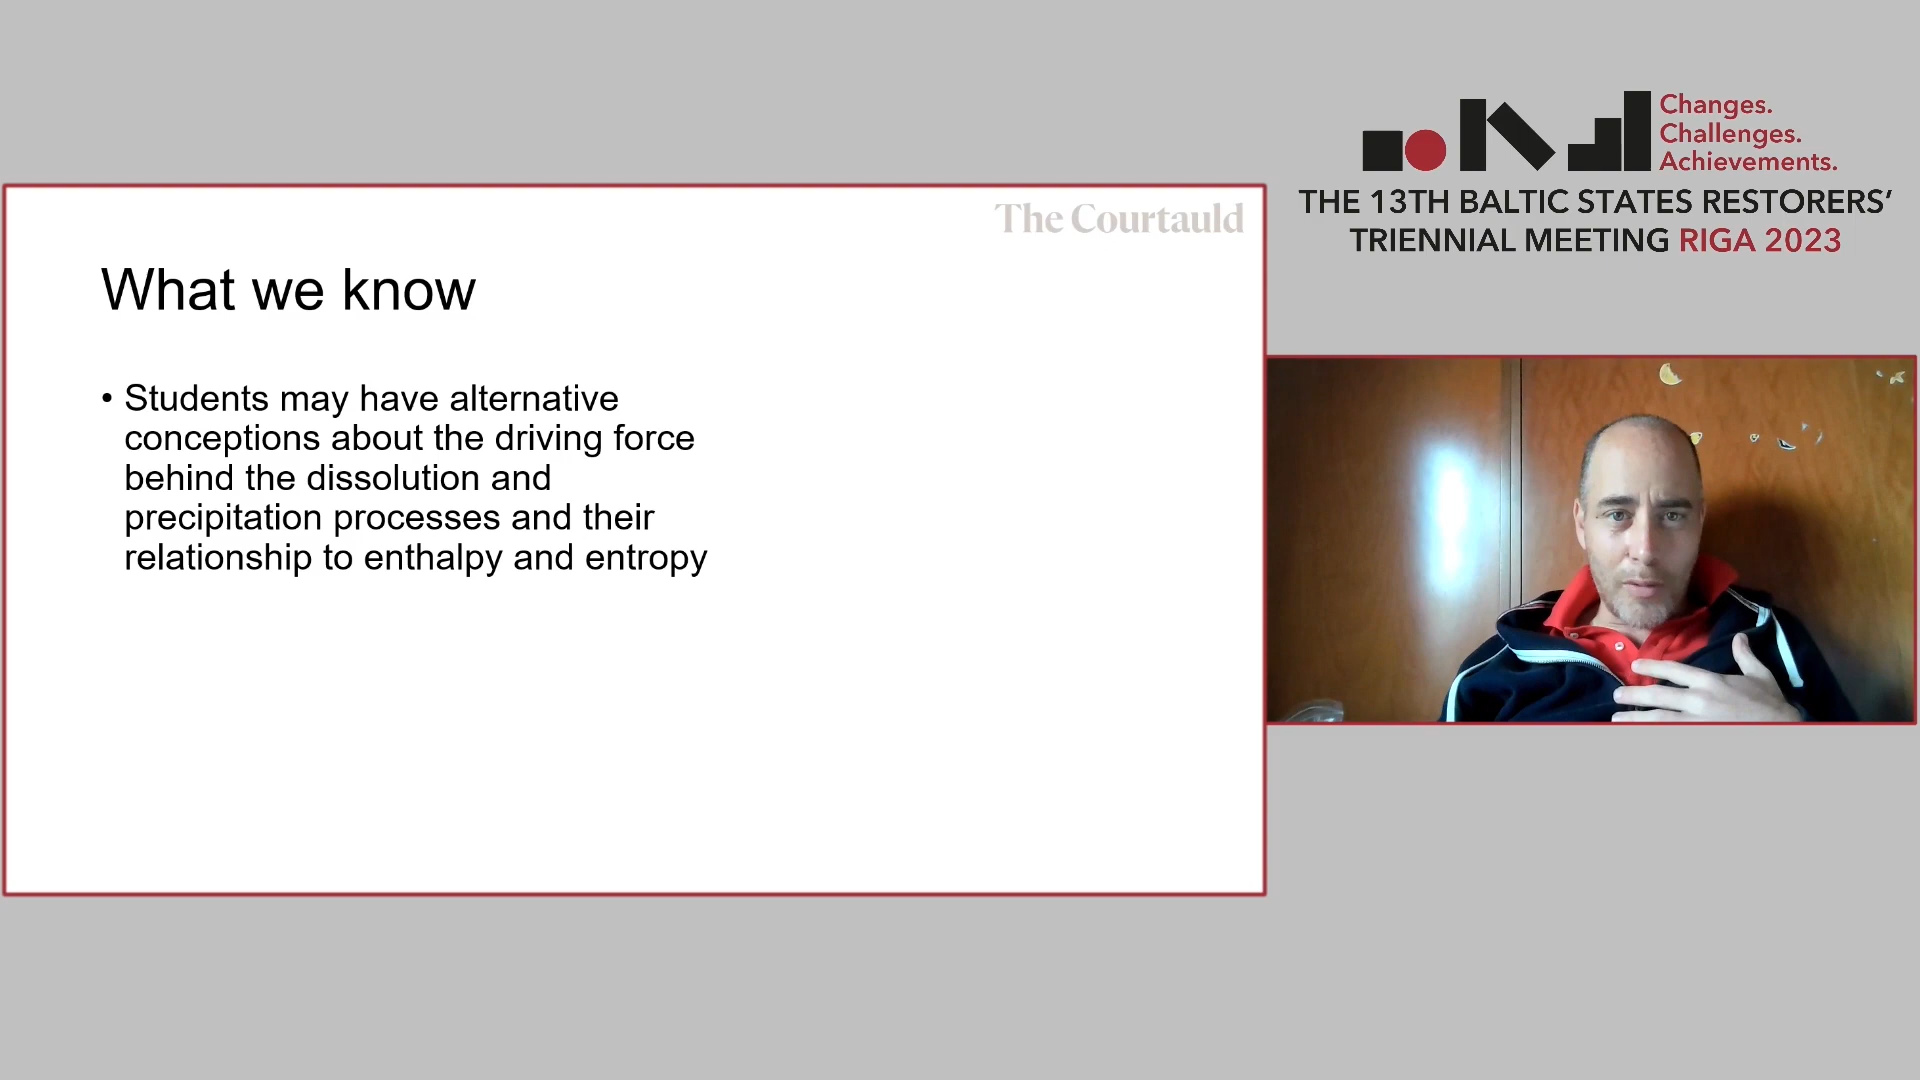 The Courtauld
What we know
• Students may have alternative
conceptions about the driving force
behind the dissolution and
precipitation processes and their
relationship to enthalpy and entropy
Changes.
Challenges.
Achievements.
THE 13TH BALTIC STATES RESTORERS’
TRIENNIAL MEETING RIGA 2023